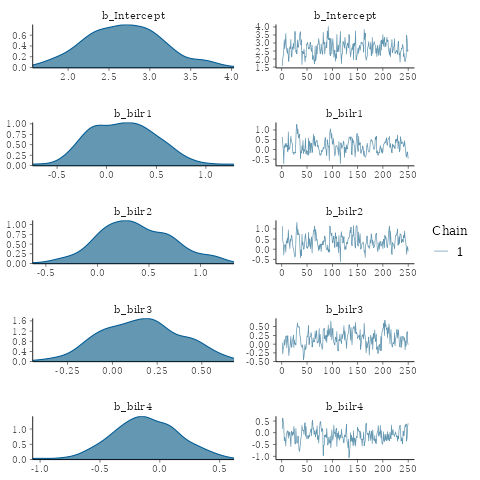 b_Intercept
b_Intercept
0.6
0.4
0.2
0.0
2.0 2.5 3.0 3.5 4.0
4.0
3.5
3.0
2.5
2.0
1.5
0 50 100 150 200 250
b_bilr1
b_bilr1
1.00
0.75
0.50
0.25
0.00
-0.5 0.0 0.5 1.0
1.0
0.5
0.0
-0.5
0 50 100 150 200 250
b_bilr2
b_bilr2
1.00
0.75
0.50
0.25
0.00
-0.5 0.0 0.5 1.0
1.0
0.5
0.0
-0.5
0 50 100 150 200 250
Chain
1
b_bilr3
b_bilr3
1.6
1.2
0.8
0.4
0.0
-0.25 0.00 0.25 0.50
0.50
0.25
0.00
-0.25
-0.50
0 50 100 150 200 250
b_bilr4
b_bilr4
1.0
0.5
0.0
-1.0 -0.5 0.0 0.5
0.5
0.0
-0.5
-1.0
0 50 100 150 200 250